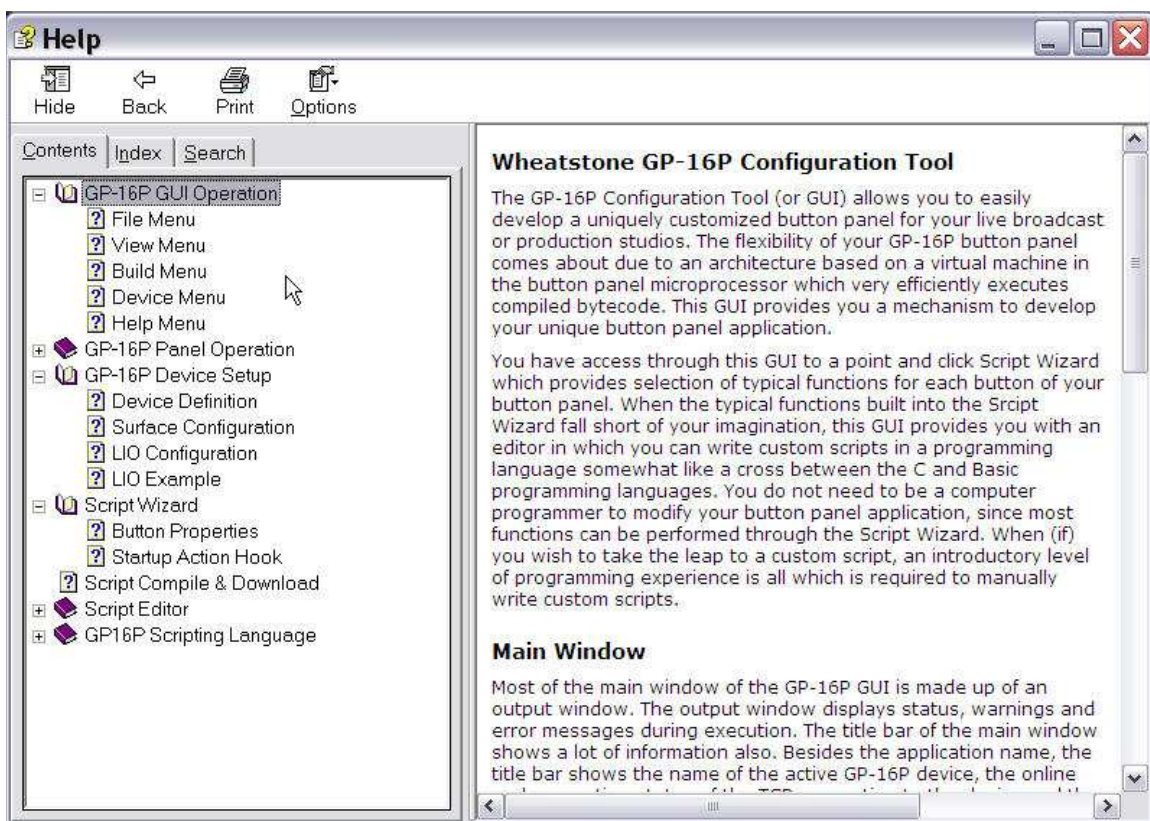 Help
Hide
Back
Print
Options
Contents
Index
Search
GP-16P GUI Operation
File Menu
View Menu
Build Menu
Device Menu
Help Menu
GP-16P Panel Operation
GP-16P Device Setup
Device Definition
Surface Configuration
LIO Configuration
LIO Example
Script Wizard
Button Properties
Startup Action Hook
Script Compile & Download
Script Editor
GP16P Scripting Language
Wheatstone GP-16P Configuration Tool
The GP-16P Configuration Tool (or GUI) allows you to easily
develop a uniquely customized button panel for your live broadcast
or production studios. The flexibility of your GP-16P button panel
comes about due to an architecture based on a virtual machine in
the button panel microprocessor which very efficiently executes
compiled bytecode. This GUI provides you a mechanism to develop
your unique button panel application.
You have access through this GUI to a point and click Script Wizard
which provides selection of typical functions for each button of your
button panel. When the typical functions built into the Srcipt
Wizard fall short of your imagination, this GUI provides you with an
editor in which you can write custom scripts in a programming
language somewhat like a cross between the C and Basic
programming languages. You do not need to be a computer
programmer to modify your button panel application, since most
functions can be performed through the Script Wizard. When (if)
you wish to take the leap to a custom script, an introductory level
of programming experience is all which is required to manually
write custom scripts.
Main Window
Most of the main window of the GP-16P GUI is made up of an
output window. The output window displays status, warnings and
error messages during execution. The title bar of the main window
shows a lot of information also. Besides the application name, the
title bar shows the name of the active GP-16P device, the online